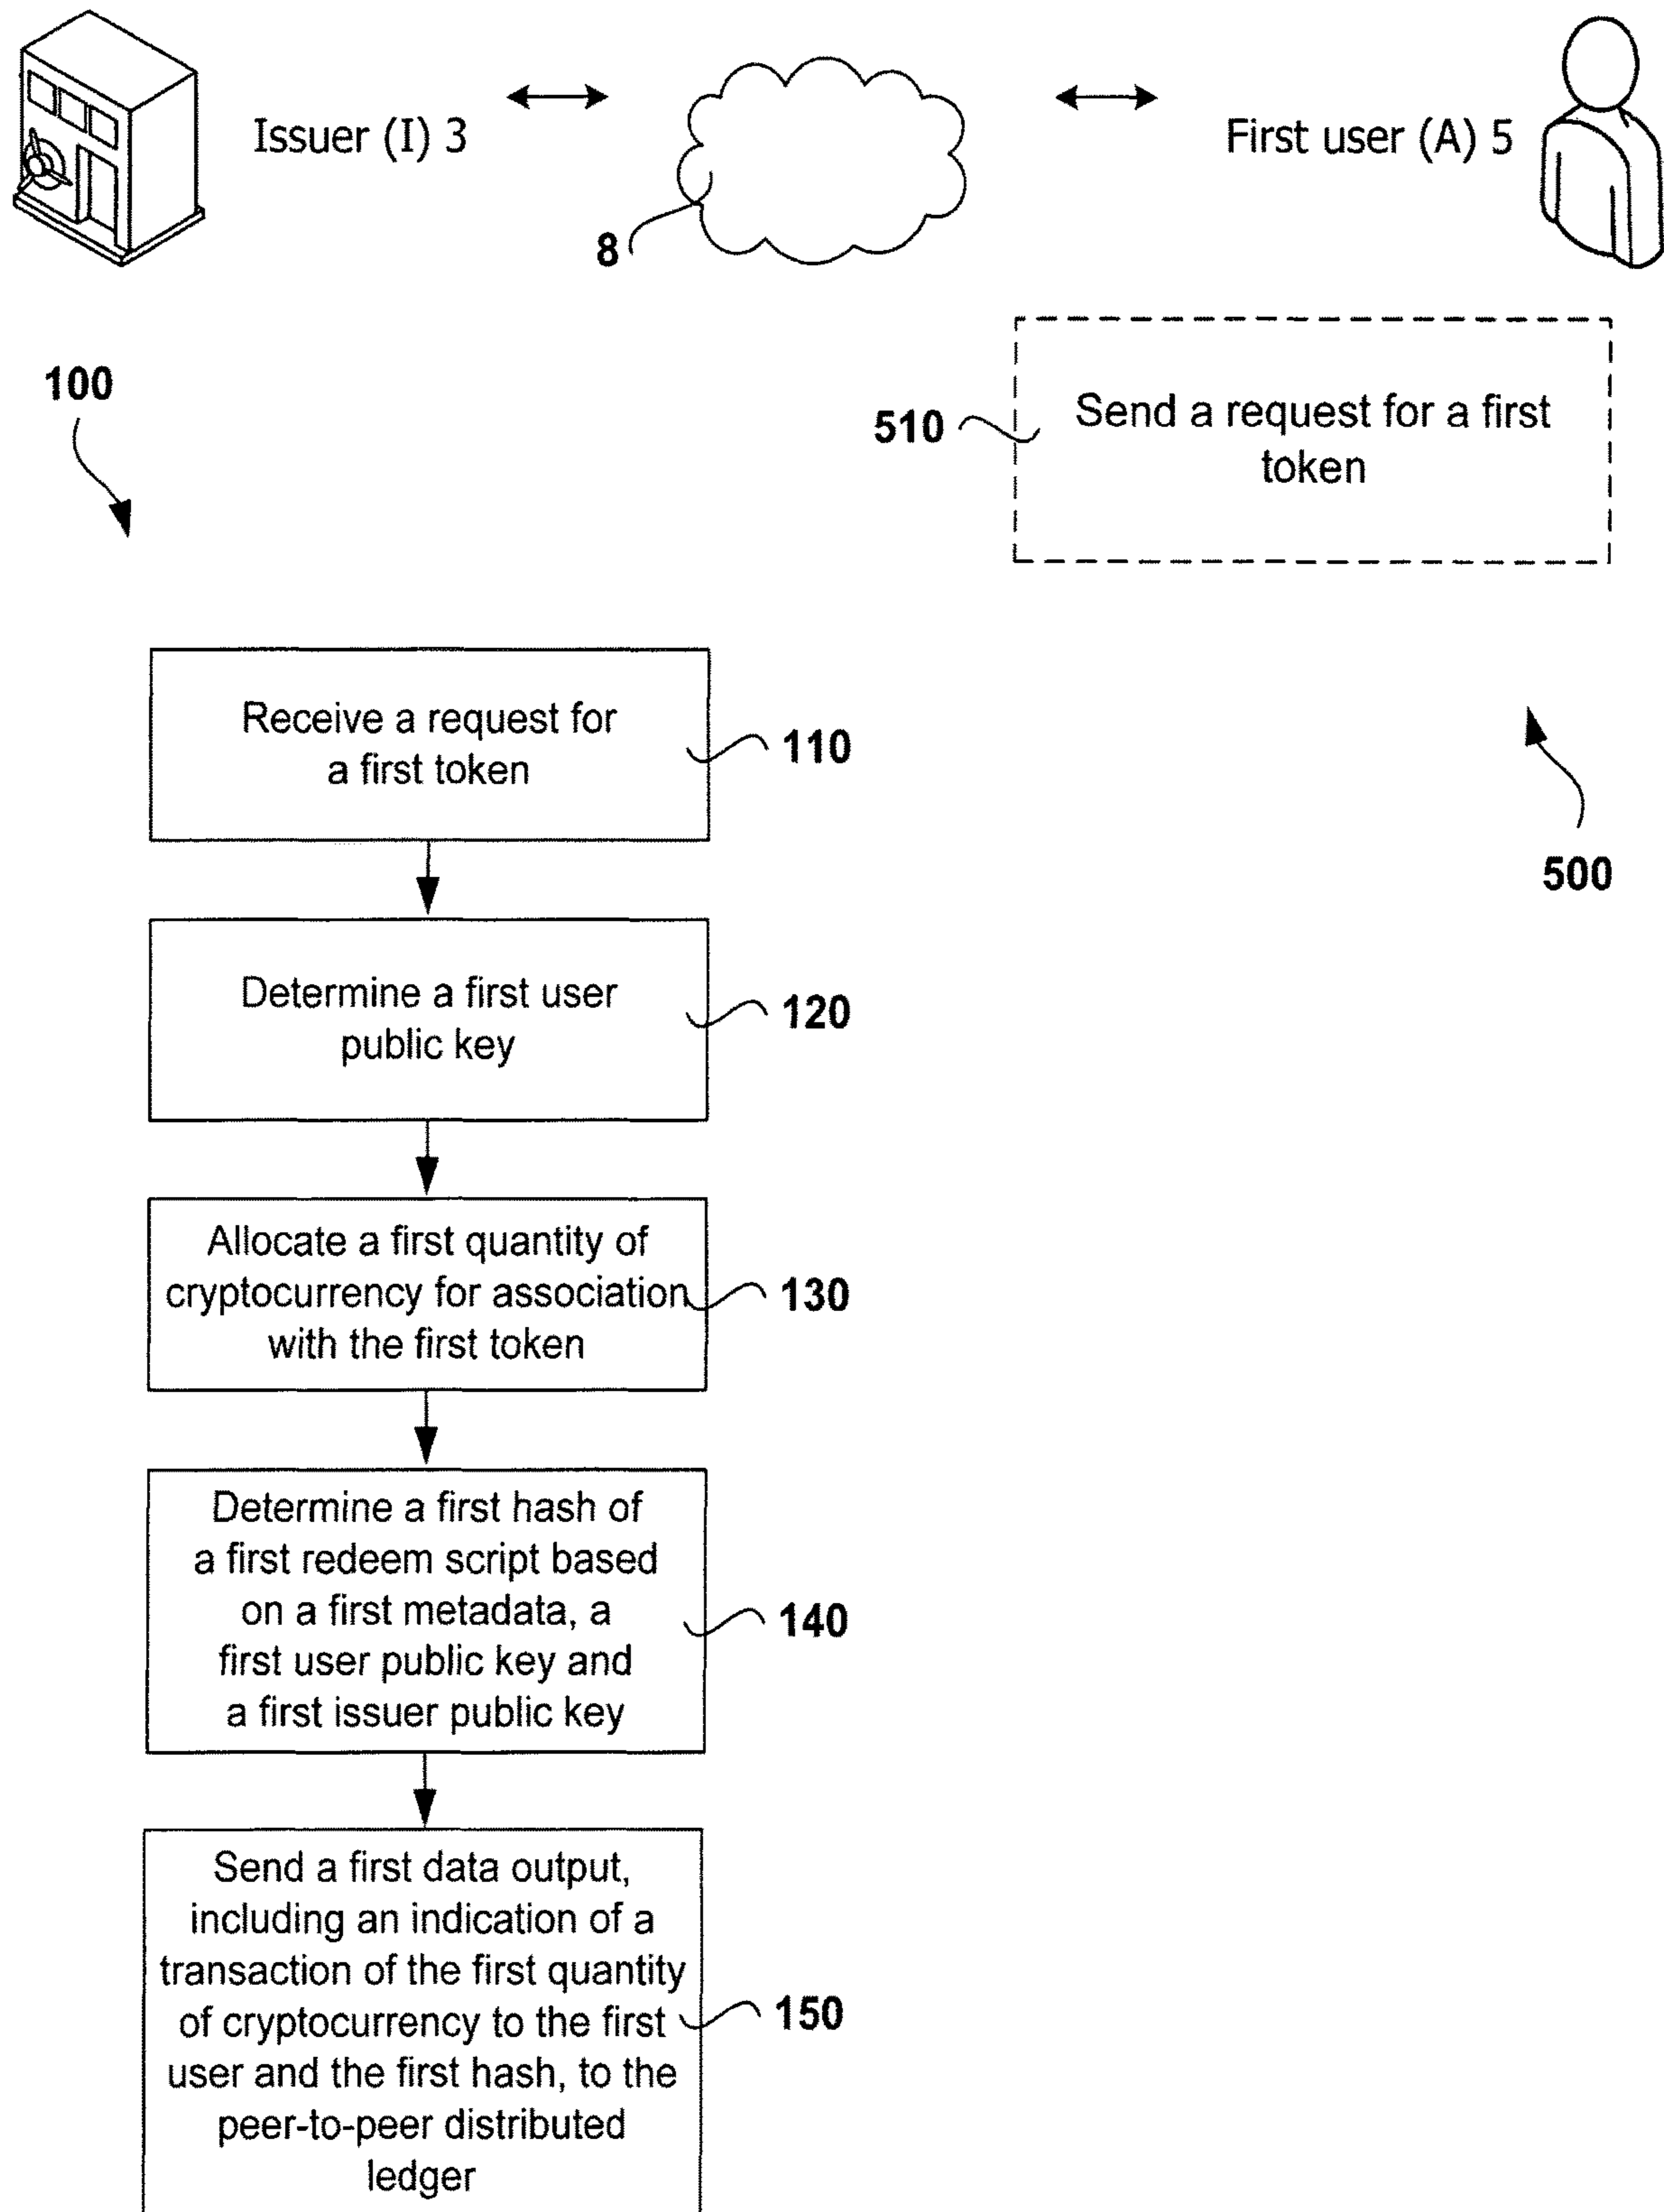 Issuer (I) 3
First user (A) 5
8
100
510
Send a request for a first
token
Receive a request for
a first token
110
500
Determine a first user
public key
120
Allocate a first quantity of
cryptocurrency for association
with the first token
130
Determine a first hash of
a first redeem script based
on a first metadata, a
first user public key and
a first issuer public key
140
Send a first data output,
including an indication of a
transaction of the first quantity
of cryptocurrency to the first
user and the first hash, to the
peer-to-peer distributed
ledger
150